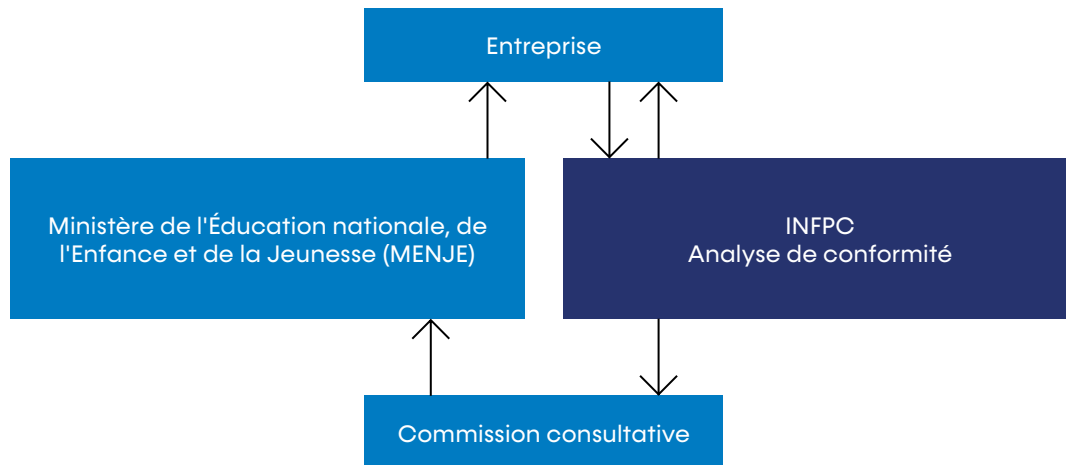 Entreprise
Ministère de l'Éducation nationale, de
l'Enfance et de la Jeunesse (MENJE)
INFPC
Analyse de conformité
Commission consultative